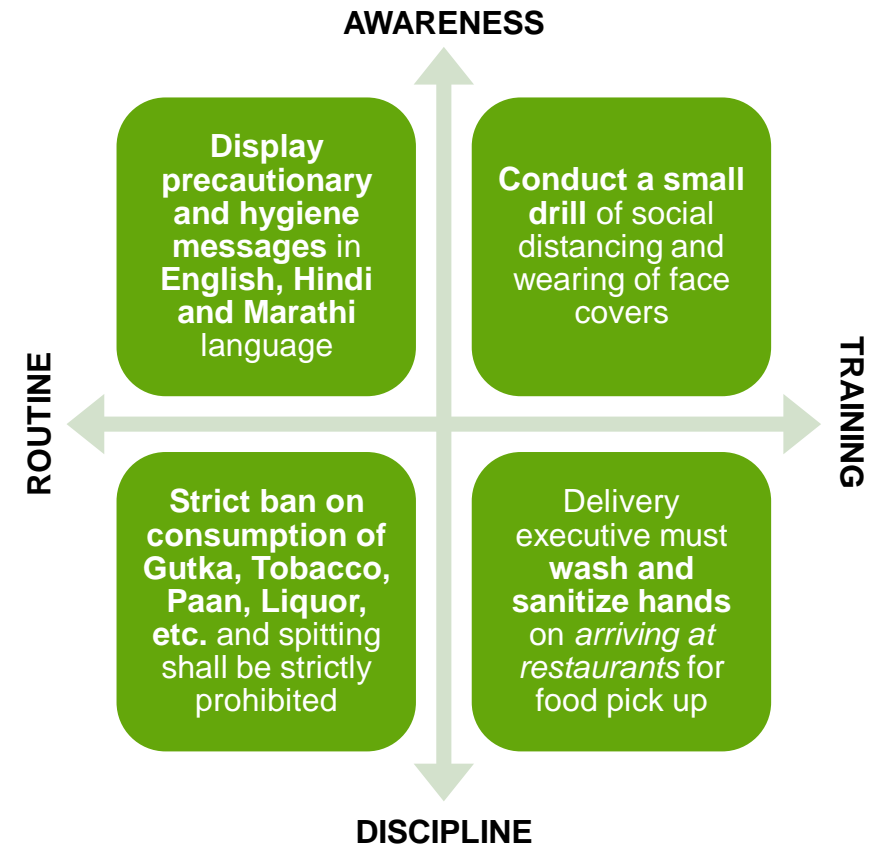 AWARENESS
Display
precautionary
and hygiene
messages in
English, Hindi
and Marathi
language
Conduct a small
drill of social
distancing and
wearing of face
covers
ROUTINE
TRAINING
Strict ban on
consumption of
Gutka, Tobacco,
Paan, Liquor,
etc. and spitting
shall be strictly
prohibited
Delivery
executive must
wash and
sanitize hands
on arriving at
restaurants for
food pick up
DISCIPLINE